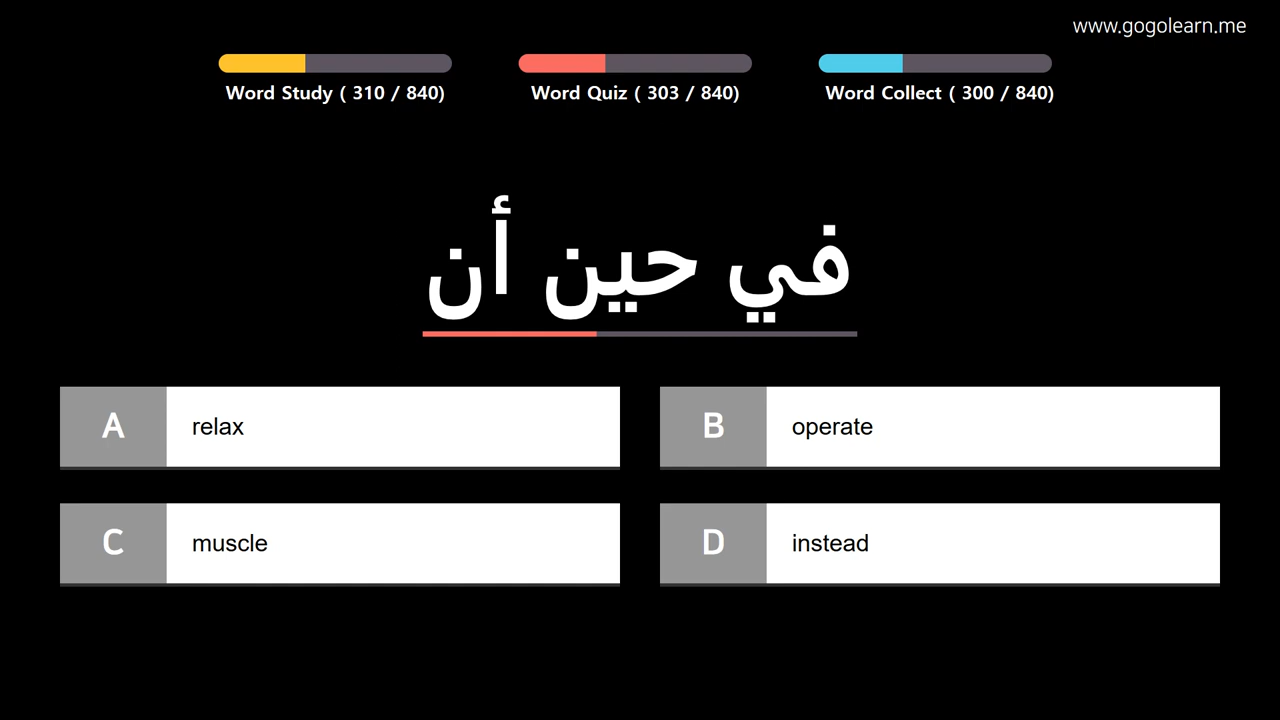 www.gogolearn.me
Word Study ( 310 / 840)
Word Quiz ( 303 / 840)
Word Collect ( 300 / 840)
في حين أن
A relax
B operate
C muscle
D instead